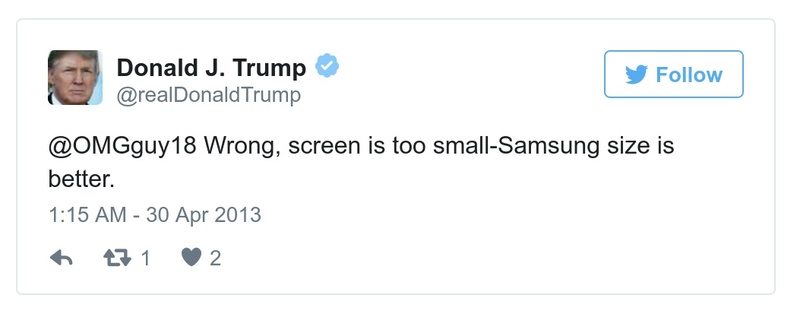 Donald J. Trump
@realDonaldTrump
Follow
@OMGguy18 Wrong, screen is too small-Samsung size is
better.
1:15 AM - 30 Apr 2013
1 2